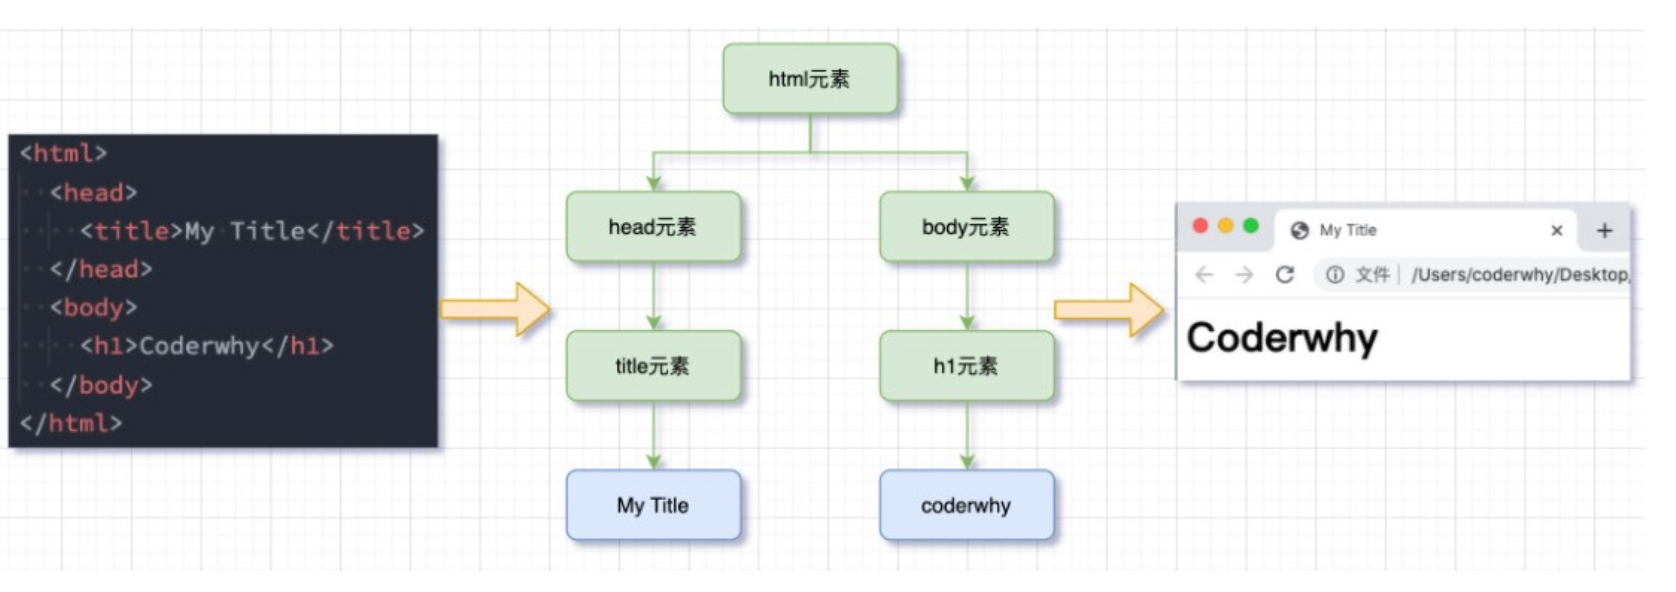 <html>
<head>
<title>My Title</title>
</head>
<body>
<h1>Coderwhy</h1>
</body>
</html>
html元素
head元素
body元素
title元素
h1元素
My Title
coderwhy
My Title
文件 | /Users/coderwhy/Desktop
Coderwhy